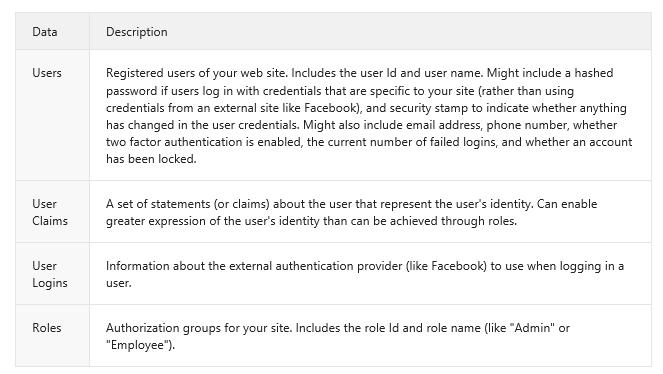 Data
Description
Users
Registered users of your web site. Includes the user Id and user name. Might include a hashed
password if users log in with credentials that are specific to your site (rather than using
credentials from an external site like Facebook), and security stamp to indicate whether anything
has changed in the user credentials. Might also include email address, phone number, whether
two factor authentication is enabled, the current number of failed logins, and whether an account
has been locked.
User
Claims
A set of statements (or claims) about the user that represent the user's identity. Can enable
greater expression of the user's identity than can be achieved through roles.
User
Logins
Information about the external authentication provider (like Facebook) to use when logging in a
user.
Roles
Authorization groups for your site. Includes the role Id and role name (like "Admin" or
"Employee").